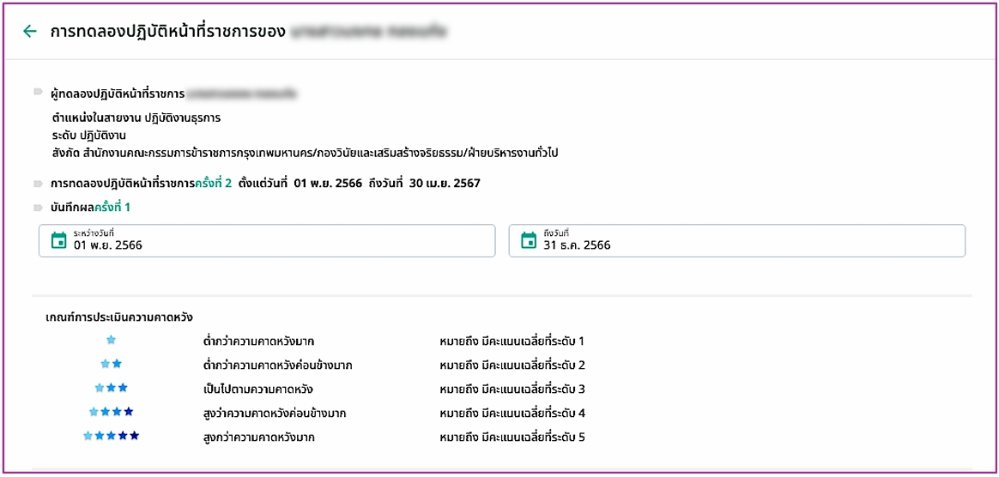 การทดลองปฏิบัติหน้าที่ราชการของ
ผู้ทดลองปฏิบัติหน้าที่ราชการ
ตำแหน่งในสายงาน ปฏิบัติงานธุรการ
ระดับ ปฏิบัติงาน
สังกัด สำนักงานคณะกรรมการข้าราชการกรุงเทพมหานคร/กองวินัยและเสริมสร้างจริยธรรม/ฝ่ายบริหารงานทั่วไป
การทดลองปฏิบัติหน้าที่ราชการครั้งที่ 2 ตั้งแต่วันที่ 01 พ.ย. 2566 ถึงวันที่ 30 เม.ย. 2567
บันทึกผลครั้งที่ 1
ระหว่างวันที่ ถึงวันที่
01 พ.ย. 2566 31 ธ.ค. 2566
เกณฑ์การประเมินความคาดหวัง
ต่ำกว่าความคาดหวังมาก หมายถึง มีคะแนนเฉลี่ยที่ระดับ 1
ต่ำกว่าความคาดหวังค่อนข้างมาก หมายถึง มีคะแนนเฉลี่ยที่ระดับ 2
เป็นไปตามความคาดหวัง หมายถึง มีคะแนนเฉลี่ยที่ระดับ 3
สูงว่าความคาดหวังค่อนข้างมาก หมายถึง มีคะแนนเฉลี่ยที่ระดับ 4
สูงกว่าความคาดหวังมาก หมายถึง มีคะแนนเฉลี่ยที่ระดับ 5